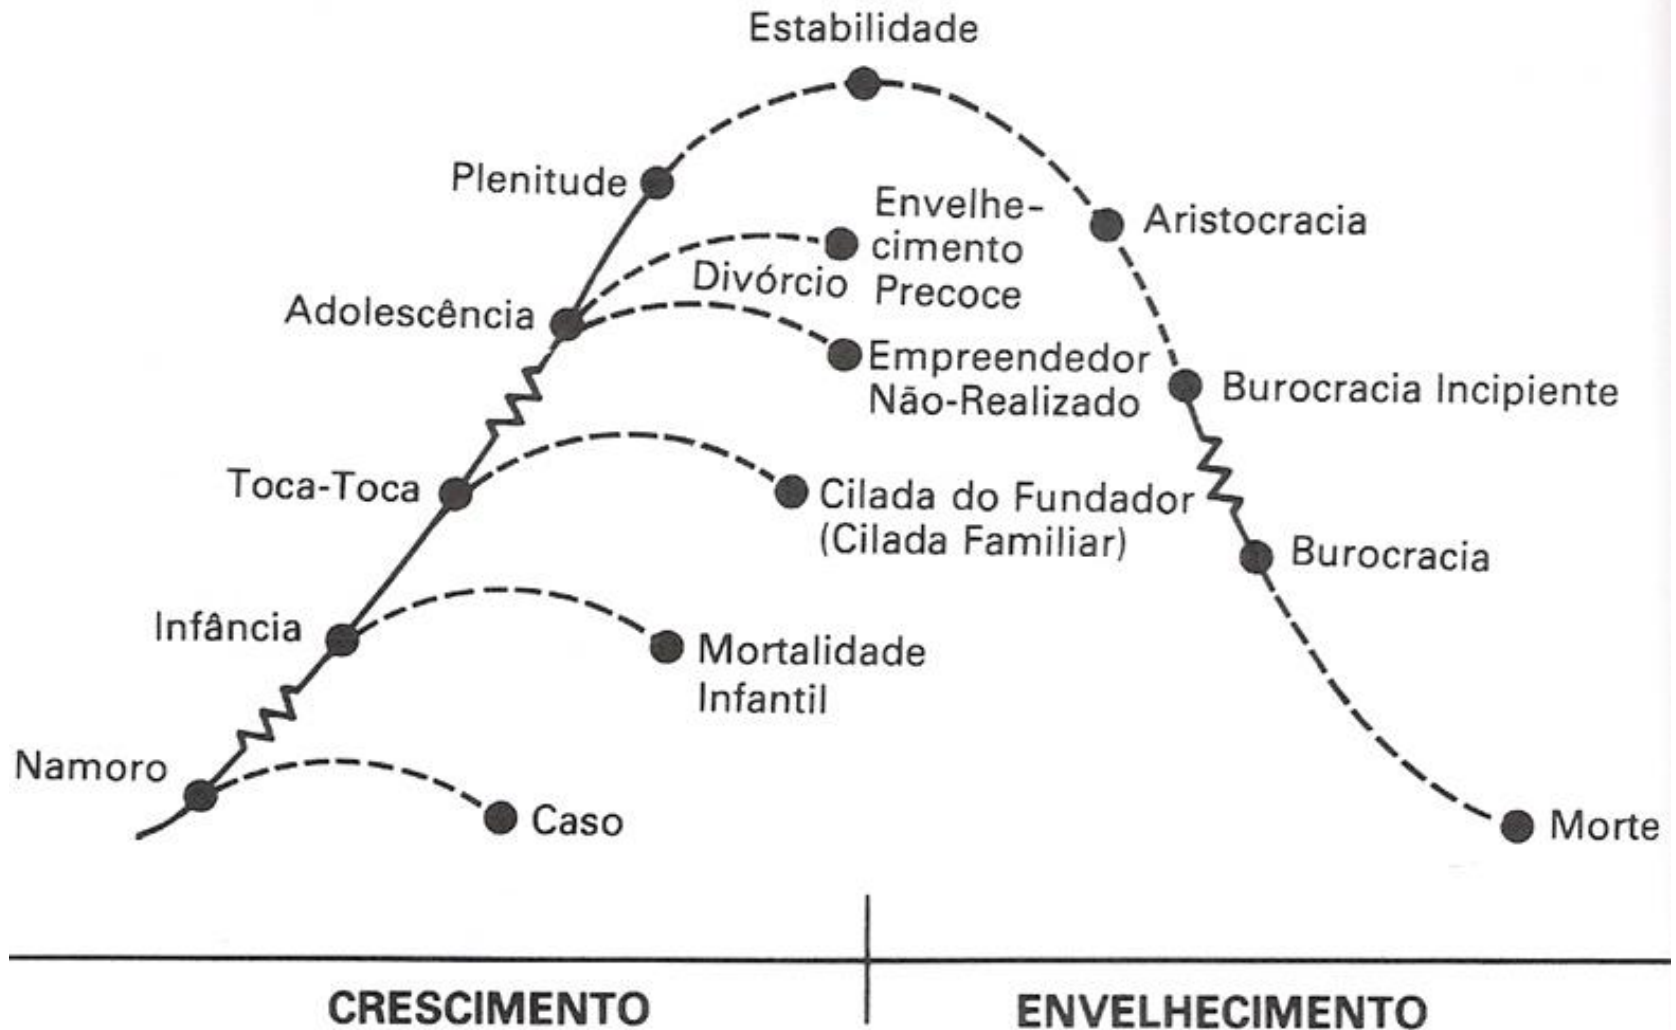 Estabilidade
Plenitude
Envelhe-
cimento
Precoce
Aristocracia
Divórcio
Adolescência
Empreendedor
Não-Realizado
Burocracia Incipiente
Toca-Toca
Cilada do Fundador
(Cilada Familiar)
Burocracia
Infância
Mortalidade
Infantil
Namoro
Caso
Morte
CRESCIMENTO
ENVELHECIMENTO